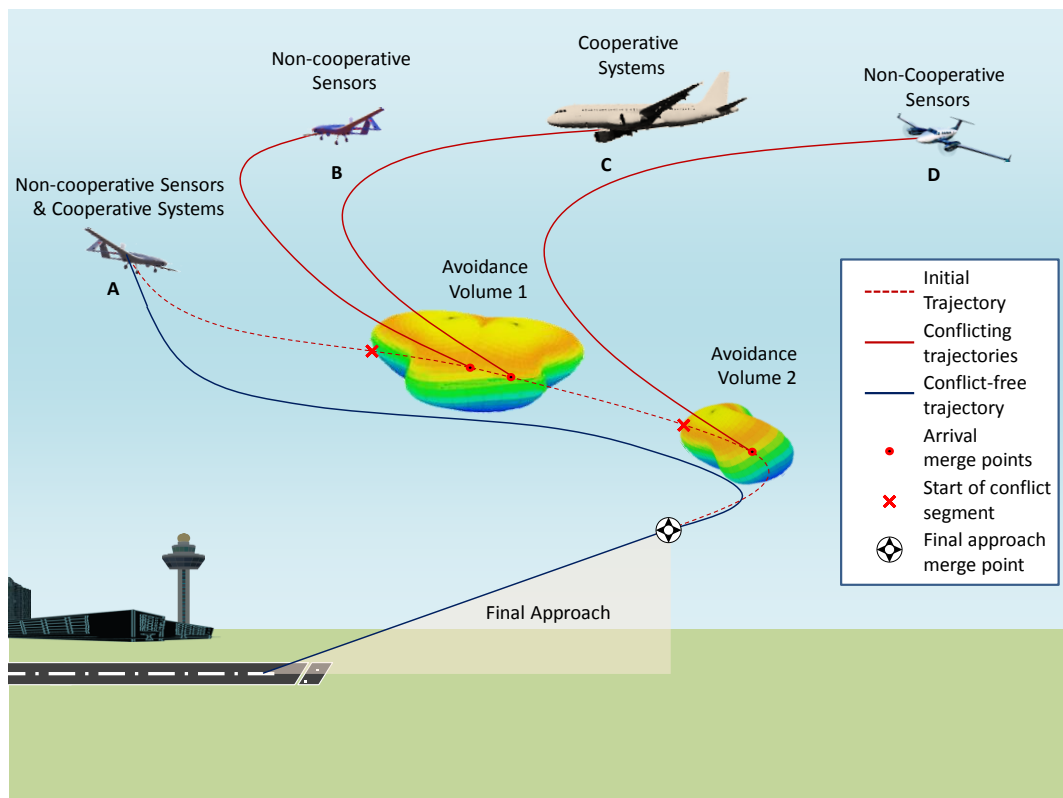 Non-cooperative
Sensors
B
Cooperative
Systems
C
Non-Cooperative
Sensors
D
Non-cooperative Sensors
& Cooperative Systems
A
Avoidance
Volume 1
Avoidance
Volume 2
Initial
Trajectory
Conflicting
trajectories
Conflict-free
trajectory
Arrival
merge points
Start of conflict
segment
Final approach
merge point
Final Approach